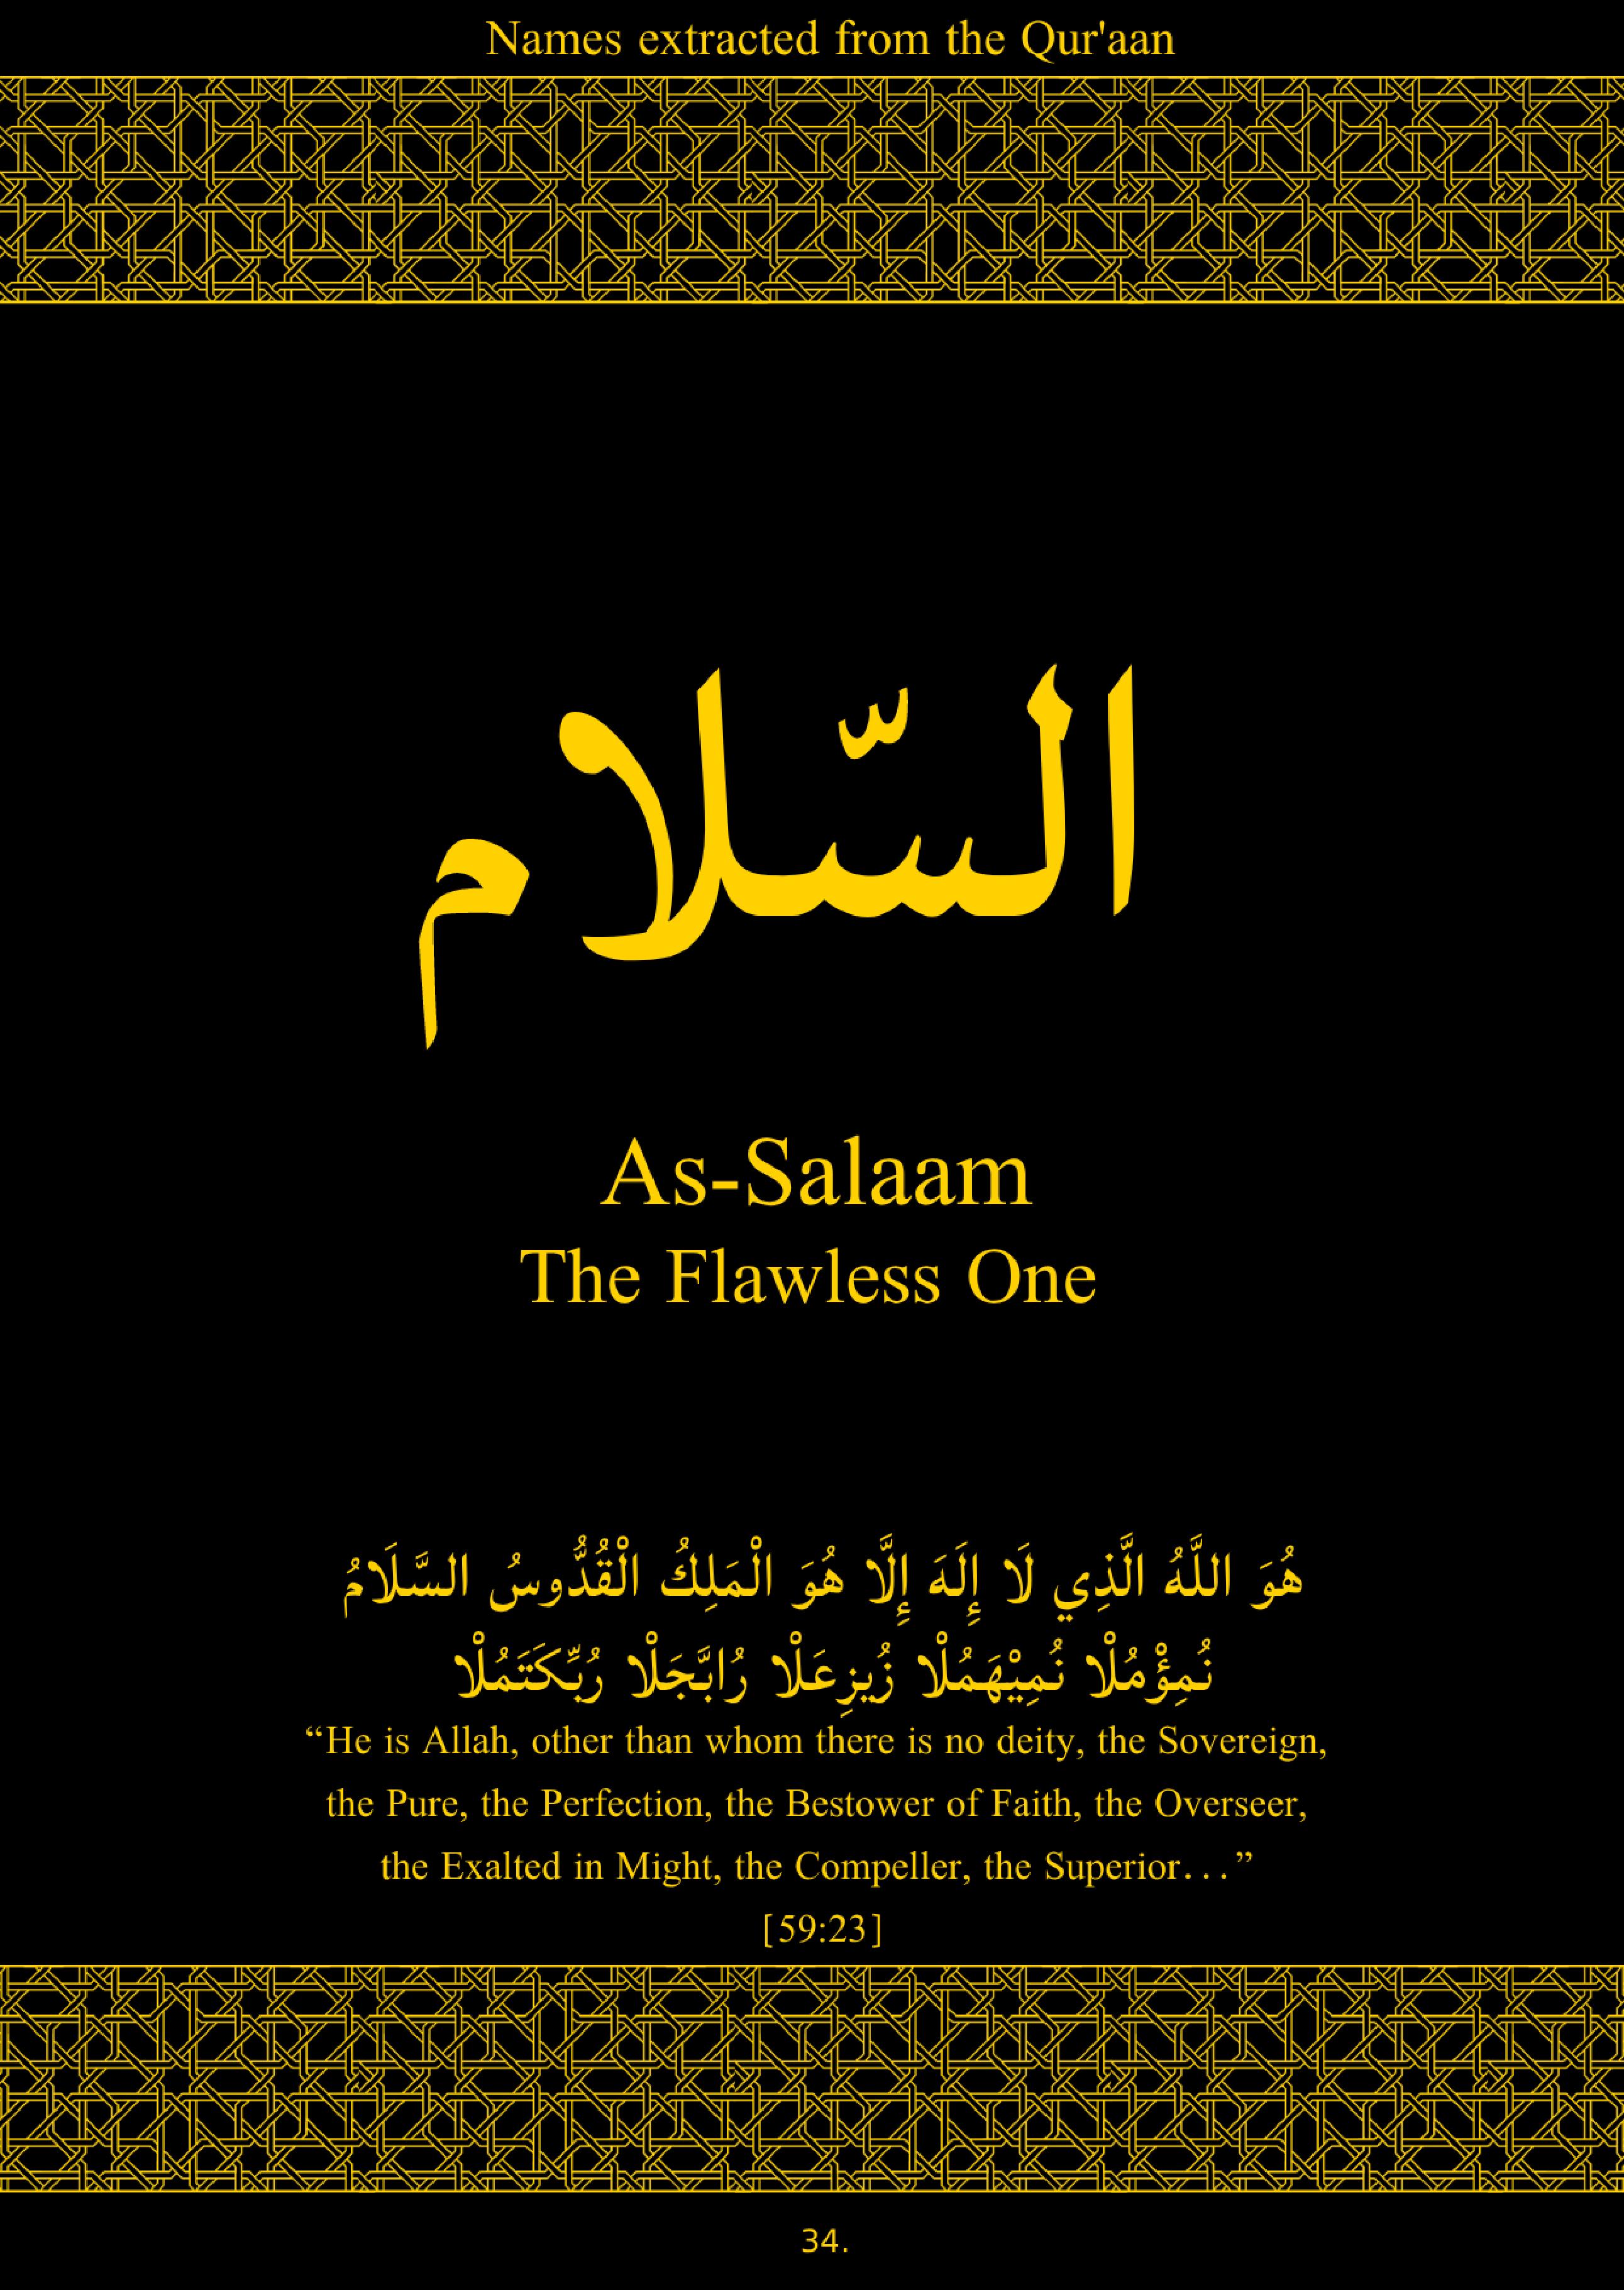 Names extracted from the Qur'aan
السّلام
As-Salaam
The Flawless One
هُوَ اللَّهُ الَّذِي لَا إِلَهَ إِلَّا هُوَ الْمَلِكُ الْقُدُّوسُ السَّلَامُ
نُمِؤْمُلْا نُمِيْهَمُلْا زُيزِعَلْا رُابَّجَلْا رُبِّكَتَمُلْا
“He is Allah, other than whom there is no deity, the Sovereign,
the Pure, the Perfection, the Bestower of Faith, the Overseer,
the Exalted in Might, the Compeller, the Superior...”
[59:23]
34.